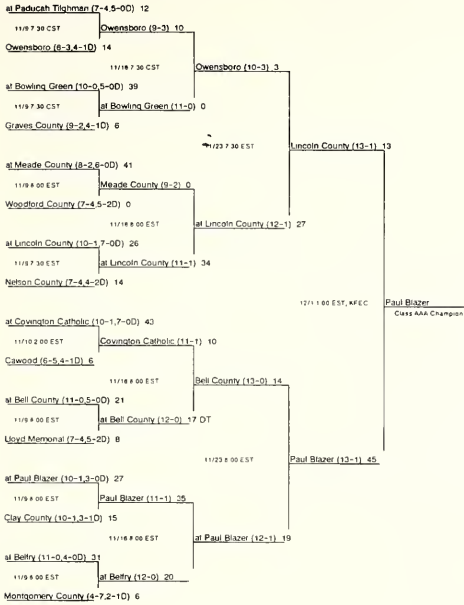 at Paducah Tilghman (7-4,5-0D) 12
11/9 7 30 CST
Owensboro (9-3) 10
Owensboro (6-3,4-1D) 14
11/16 7 30 CST
Owensboro (10-3) 3
at Bowling Green (10-0,5-0D) 39
11/9 7 30 CST
at Bowling Green (11-0) 0
Graves County (9-2,4-1D) 6
11/23 7 30 EST
Lincoln County (13-1) 13
at Meade County (8-2,6-0D) 41
11/9 8 00 EST
Meade County (9-2) 0
Woodford County (7-4,5-2D) 0
11/16 8 00 EST
at Lincoln County (12-1) 27
at Lincoln County (10-1,7-0D) 26
11/9 7 30 EST
at Lincoln County (11-1) 34
Nelson County (7-4,4-2D) 14
12/1 1 00 EST, KFEC
Paul Blazer
Class AAA Champion
at Covington Catholic (10-1,7-0D) 43
11/10 2 00 EST
Covington Catholic (11-1) 10
Cawood (6-5,4-1D) 6
11/16 8 00 EST
Bell County (13-0) 14
at Bell County (11-0,5-0D) 21
11/9 8 00 EST
at Bell County (12-0) 17 DT
Lloyd Memorial (7-4,5-2D) 8
11/23 8 00 EST
Paul Blazer (13-1) 45
at Paul Blazer (10-1,3-0D) 27
11/9 8 00 EST
Paul Blazer (11-1) 35
Clay County (10-1,3-1D) 15
11/16 8 00 EST
at Paul Blazer (12-1) 19
at Belfry (11-0,4-0D) 31
11/9 8 00 EST
at Belfry (12-0) 20
Montgomery County (4-7,2-1D) 6